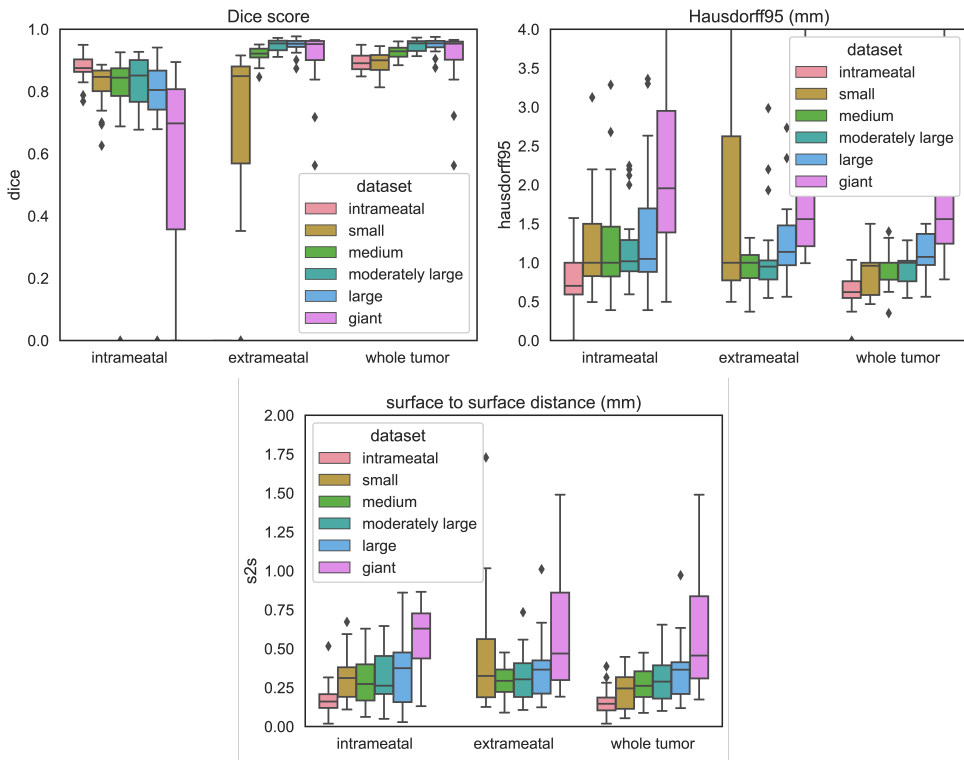 Dice score
dice
1.0
0.8
0.6
0.4
0.2
0.0
dataset
intrameatal
small
medium
moderately large
large
giant
intrameatal extrameatal whole tumor
Hausdorff95 (mm)
hausdorff95
4.0
3.5
3.0
2.5
2.0
1.5
1.0
0.5
0.0
dataset
intrameatal
small
medium
moderately large
large
giant
intrameatal extrameatal whole tumor
surface to surface distance (mm)
s2s
2.00
1.75
1.50
1.25
1.00
0.75
0.50
0.25
0.00
dataset
intrameatal
small
medium
moderately large
large
giant
intrameatal extrameatal whole tumor